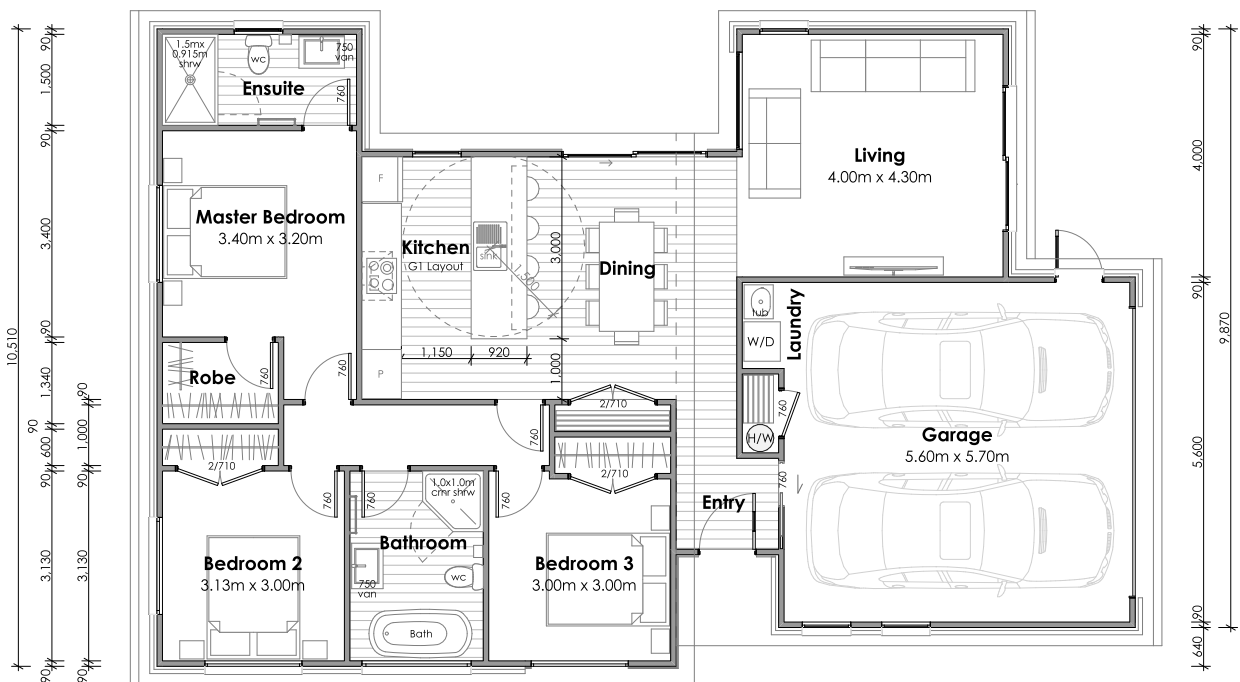 1.5mx
0.915m
shrw
WC
750
van
Ensuite
760
Master Bedroom
3.40m x 3.20m
Robe
760
760
2/710
F
Kitchen
G1 Layout
sink
1,500
3,000
P
1,150
920
1,000
Dining
2/710
760
2/710
Living
4.00m x 4.30m
tub
W/D
Laundry
760
H/W
Garage
5.60m x 5.70m
760
Entry
760
760
1.0x1.0m
cmr shrw
Bathroom
WC
750
van
Bath
760
Bedroom 2
3.13m x 3.00m
Bedroom 3
3.00m x 3.00m
10,510
90
1,500
90
3,400
90
1,340
90
600
90
3,130
90
90
1,000
90
3,130
90
90
4,000
90
5,600
90
640
9,870